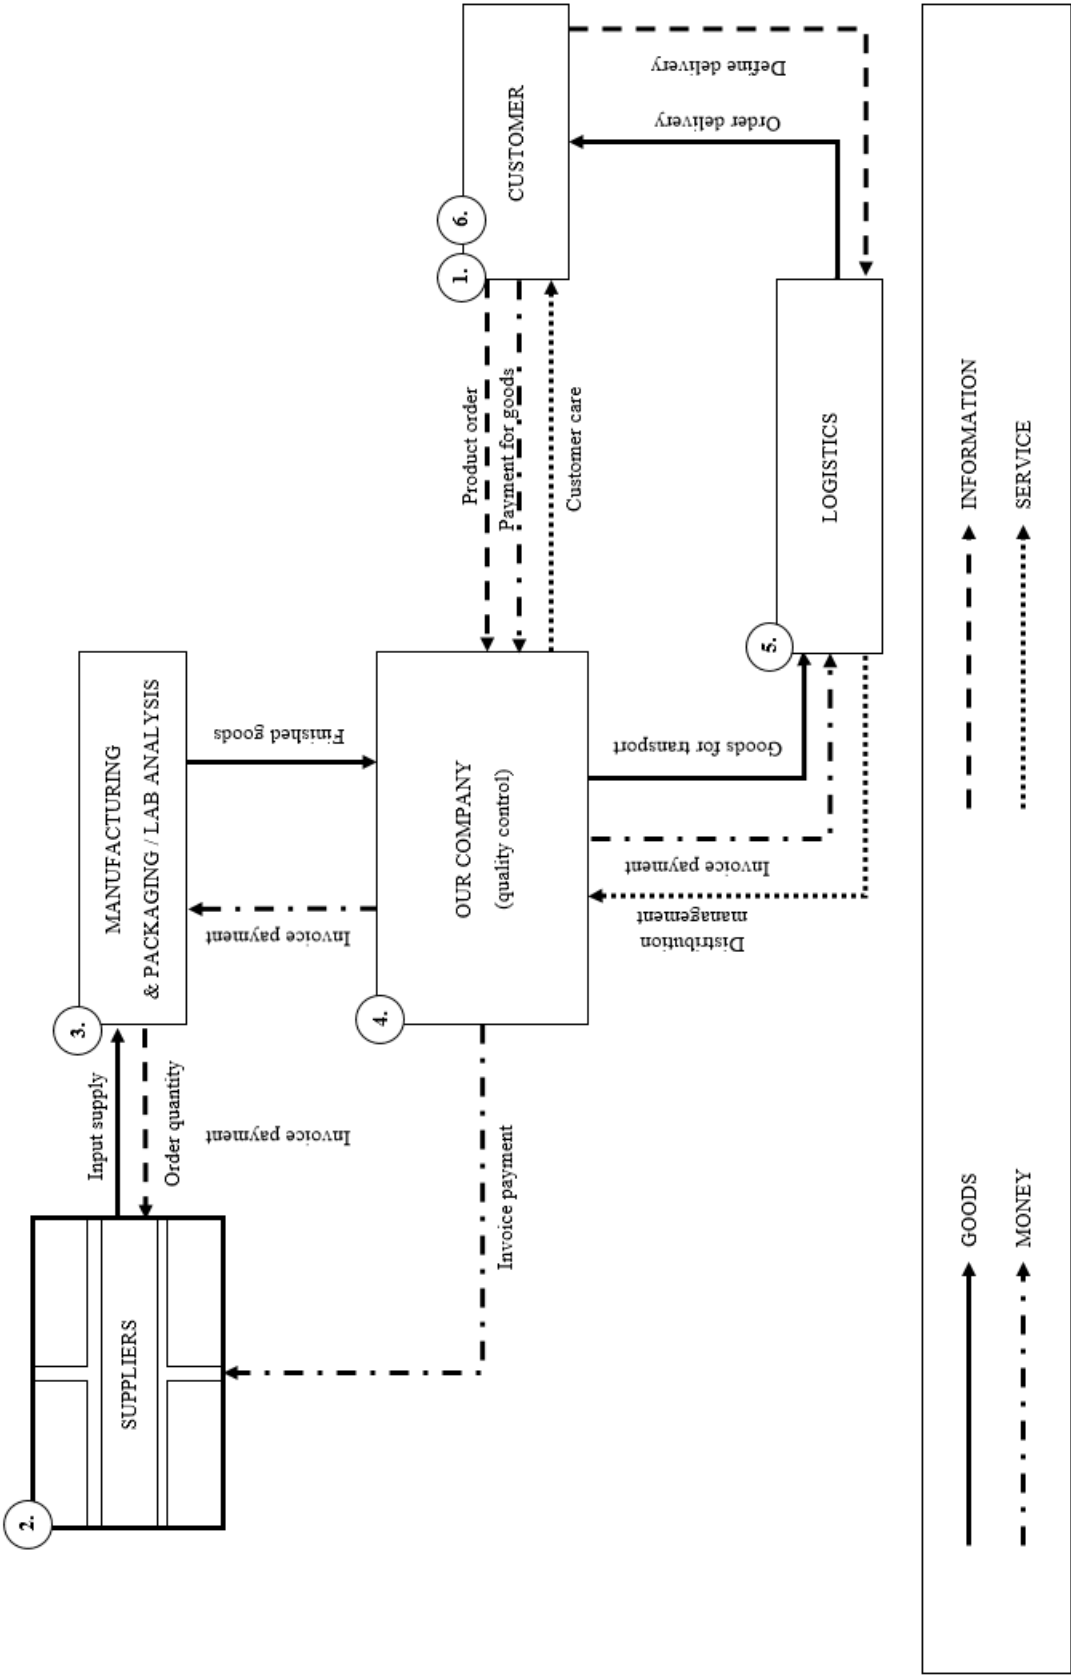 2.
SUPPLIERS
Input supply
Order quantity
Invoice payment
3.
MANUFACTURING
& PACKAGING / LAB ANALYSIS
Invoice payment
Finished goods
4.
OUR COMPANY
(quality control)
Invoice payment
Product order
Payment for goods
Customer care
1.
6.
CUSTOMER
Goods for transport
Invoice payment
Distribution
management
5.
LOGISTICS
Order delivery
Define delivery
GOODS
INFORMATION
MONEY
SERVICE